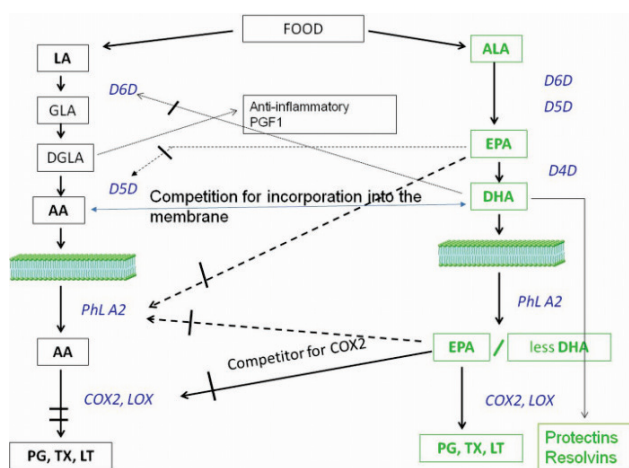 FOOD
LA
ALA
D6D
D6D
GLA
D5D
Anti-inflammatory
PGF1
DGLA
EPA
D5D
D4D
Competition for incorporation into the
membrane
AA
DHA
PhL A2
PhL A2
AA
Competitor for COX2
EPA / less DHA
COX2, LOX
COX2, LOX
PG, TX, LT
PG, TX, LT
Protectins
Resolvins